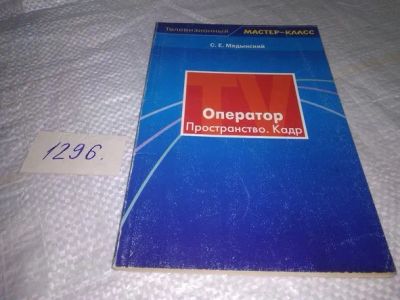 Телевизионный МАСТЕР-КЛАСС
С. Е. Медынский
TV
Оператор
Пространство. Кадр
1296.